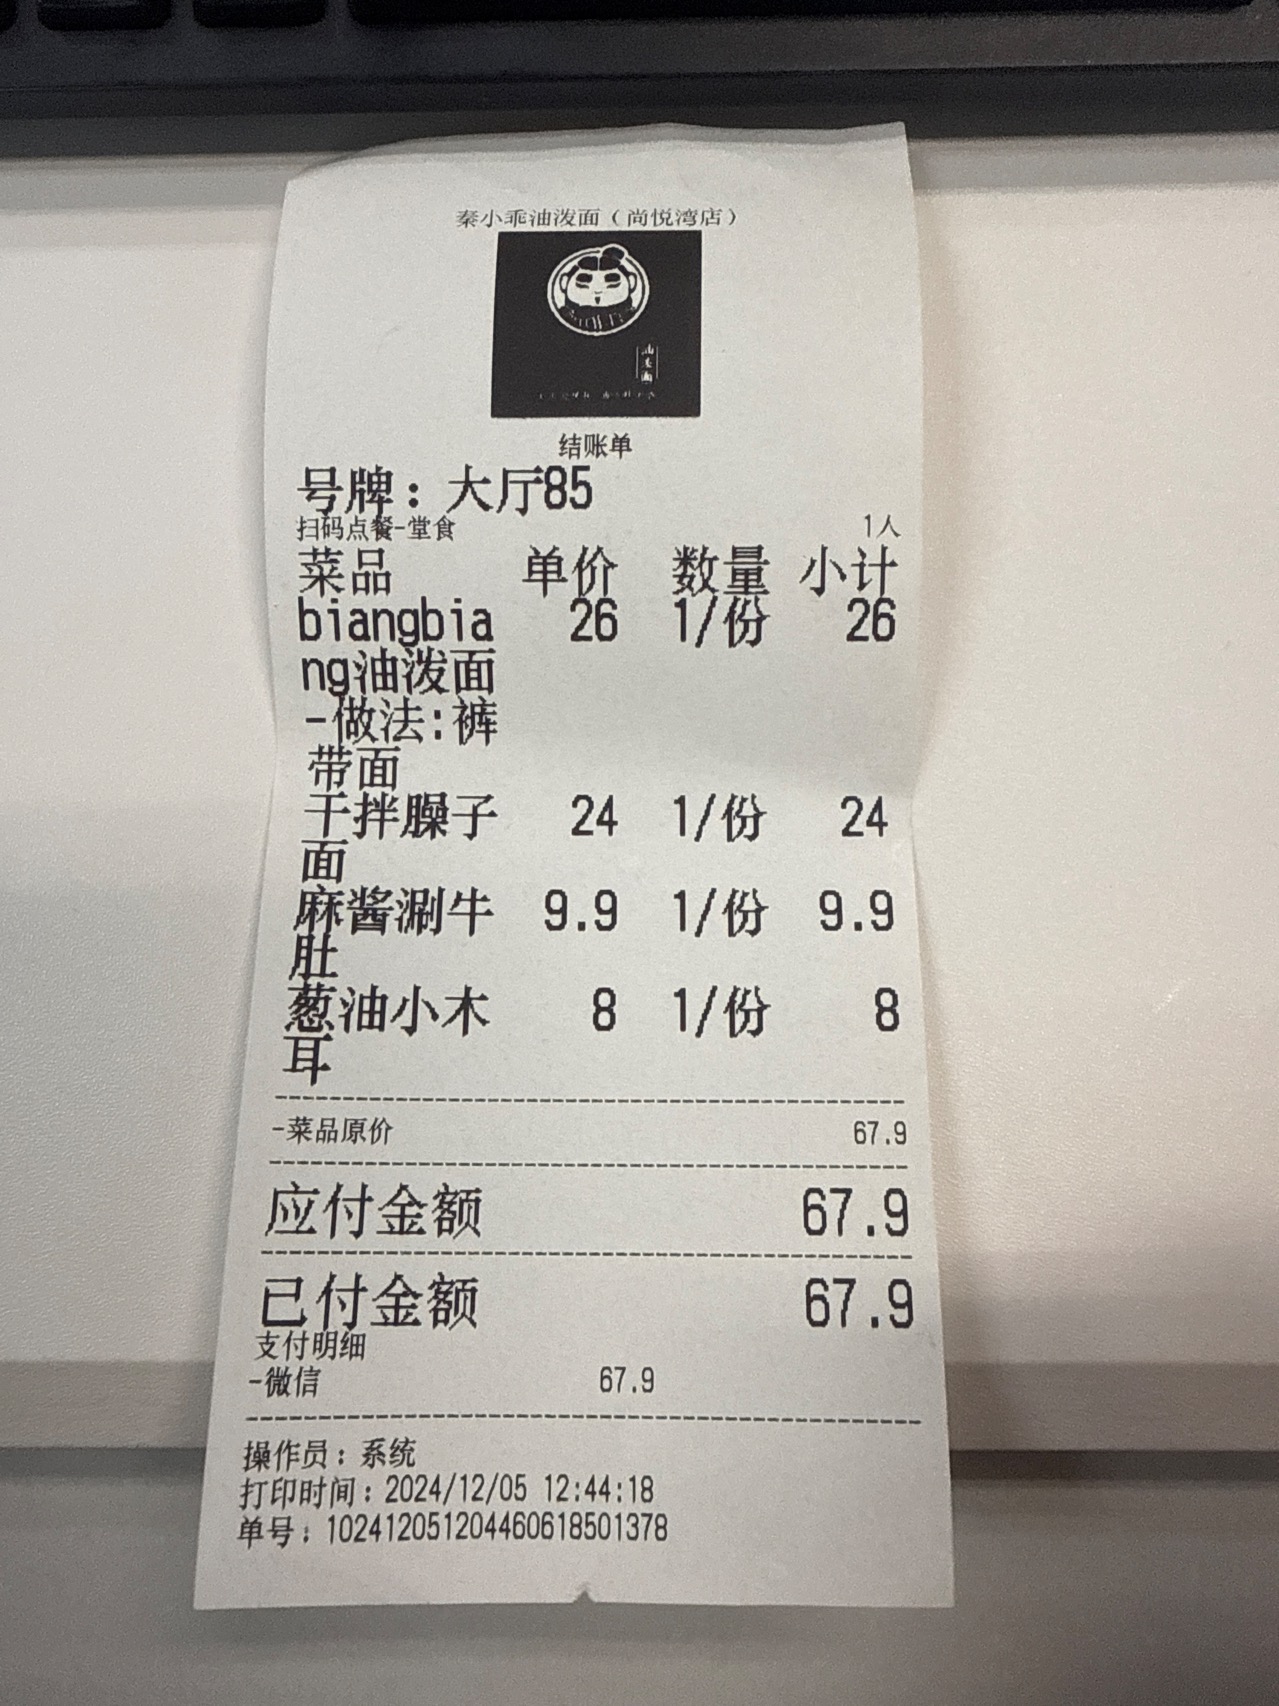 秦小乖油泼面（尚悦湾店）
结账单
号牌：大厅85
扫码点餐-堂食 1人
菜品 单价 数量 小计
biangbia 26 1/份 26
ng油泼面
-做法:裤
带面
干拌臊子 24 1/份 24
面
麻酱涮牛 9.9 1/份 9.9
肚
葱油小木 8 1/份 8
耳
-菜品原价 67.9
应付金额 67.9
已付金额 67.9
支付明细
-微信 67.9
操作员：系统
打印时间：2024/12/05 12:44:18
单号：102412051204460618501378